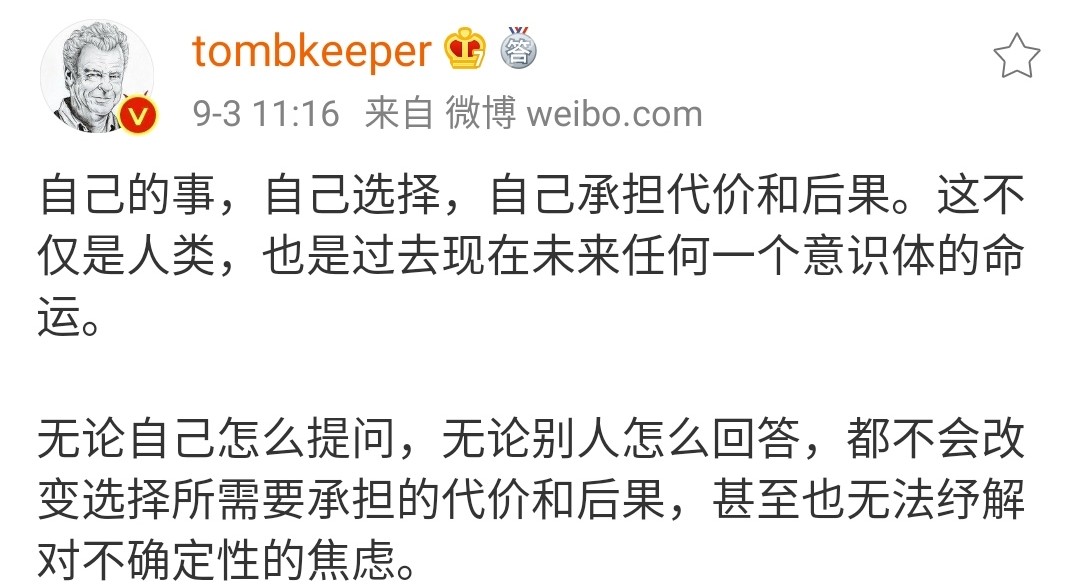 tombkeeper 7 答
9-3 11:16 来自 微博 weibo.com
自己的事，自己选择，自己承担代价和后果。这不
仅是人类，也是过去现在未来任何一个意识体的命
运。
无论自己怎么提问，无论别人怎么回答，都不会改
变选择所需要承担的代价和后果，甚至也无法纾解
对不确定性的焦虑。